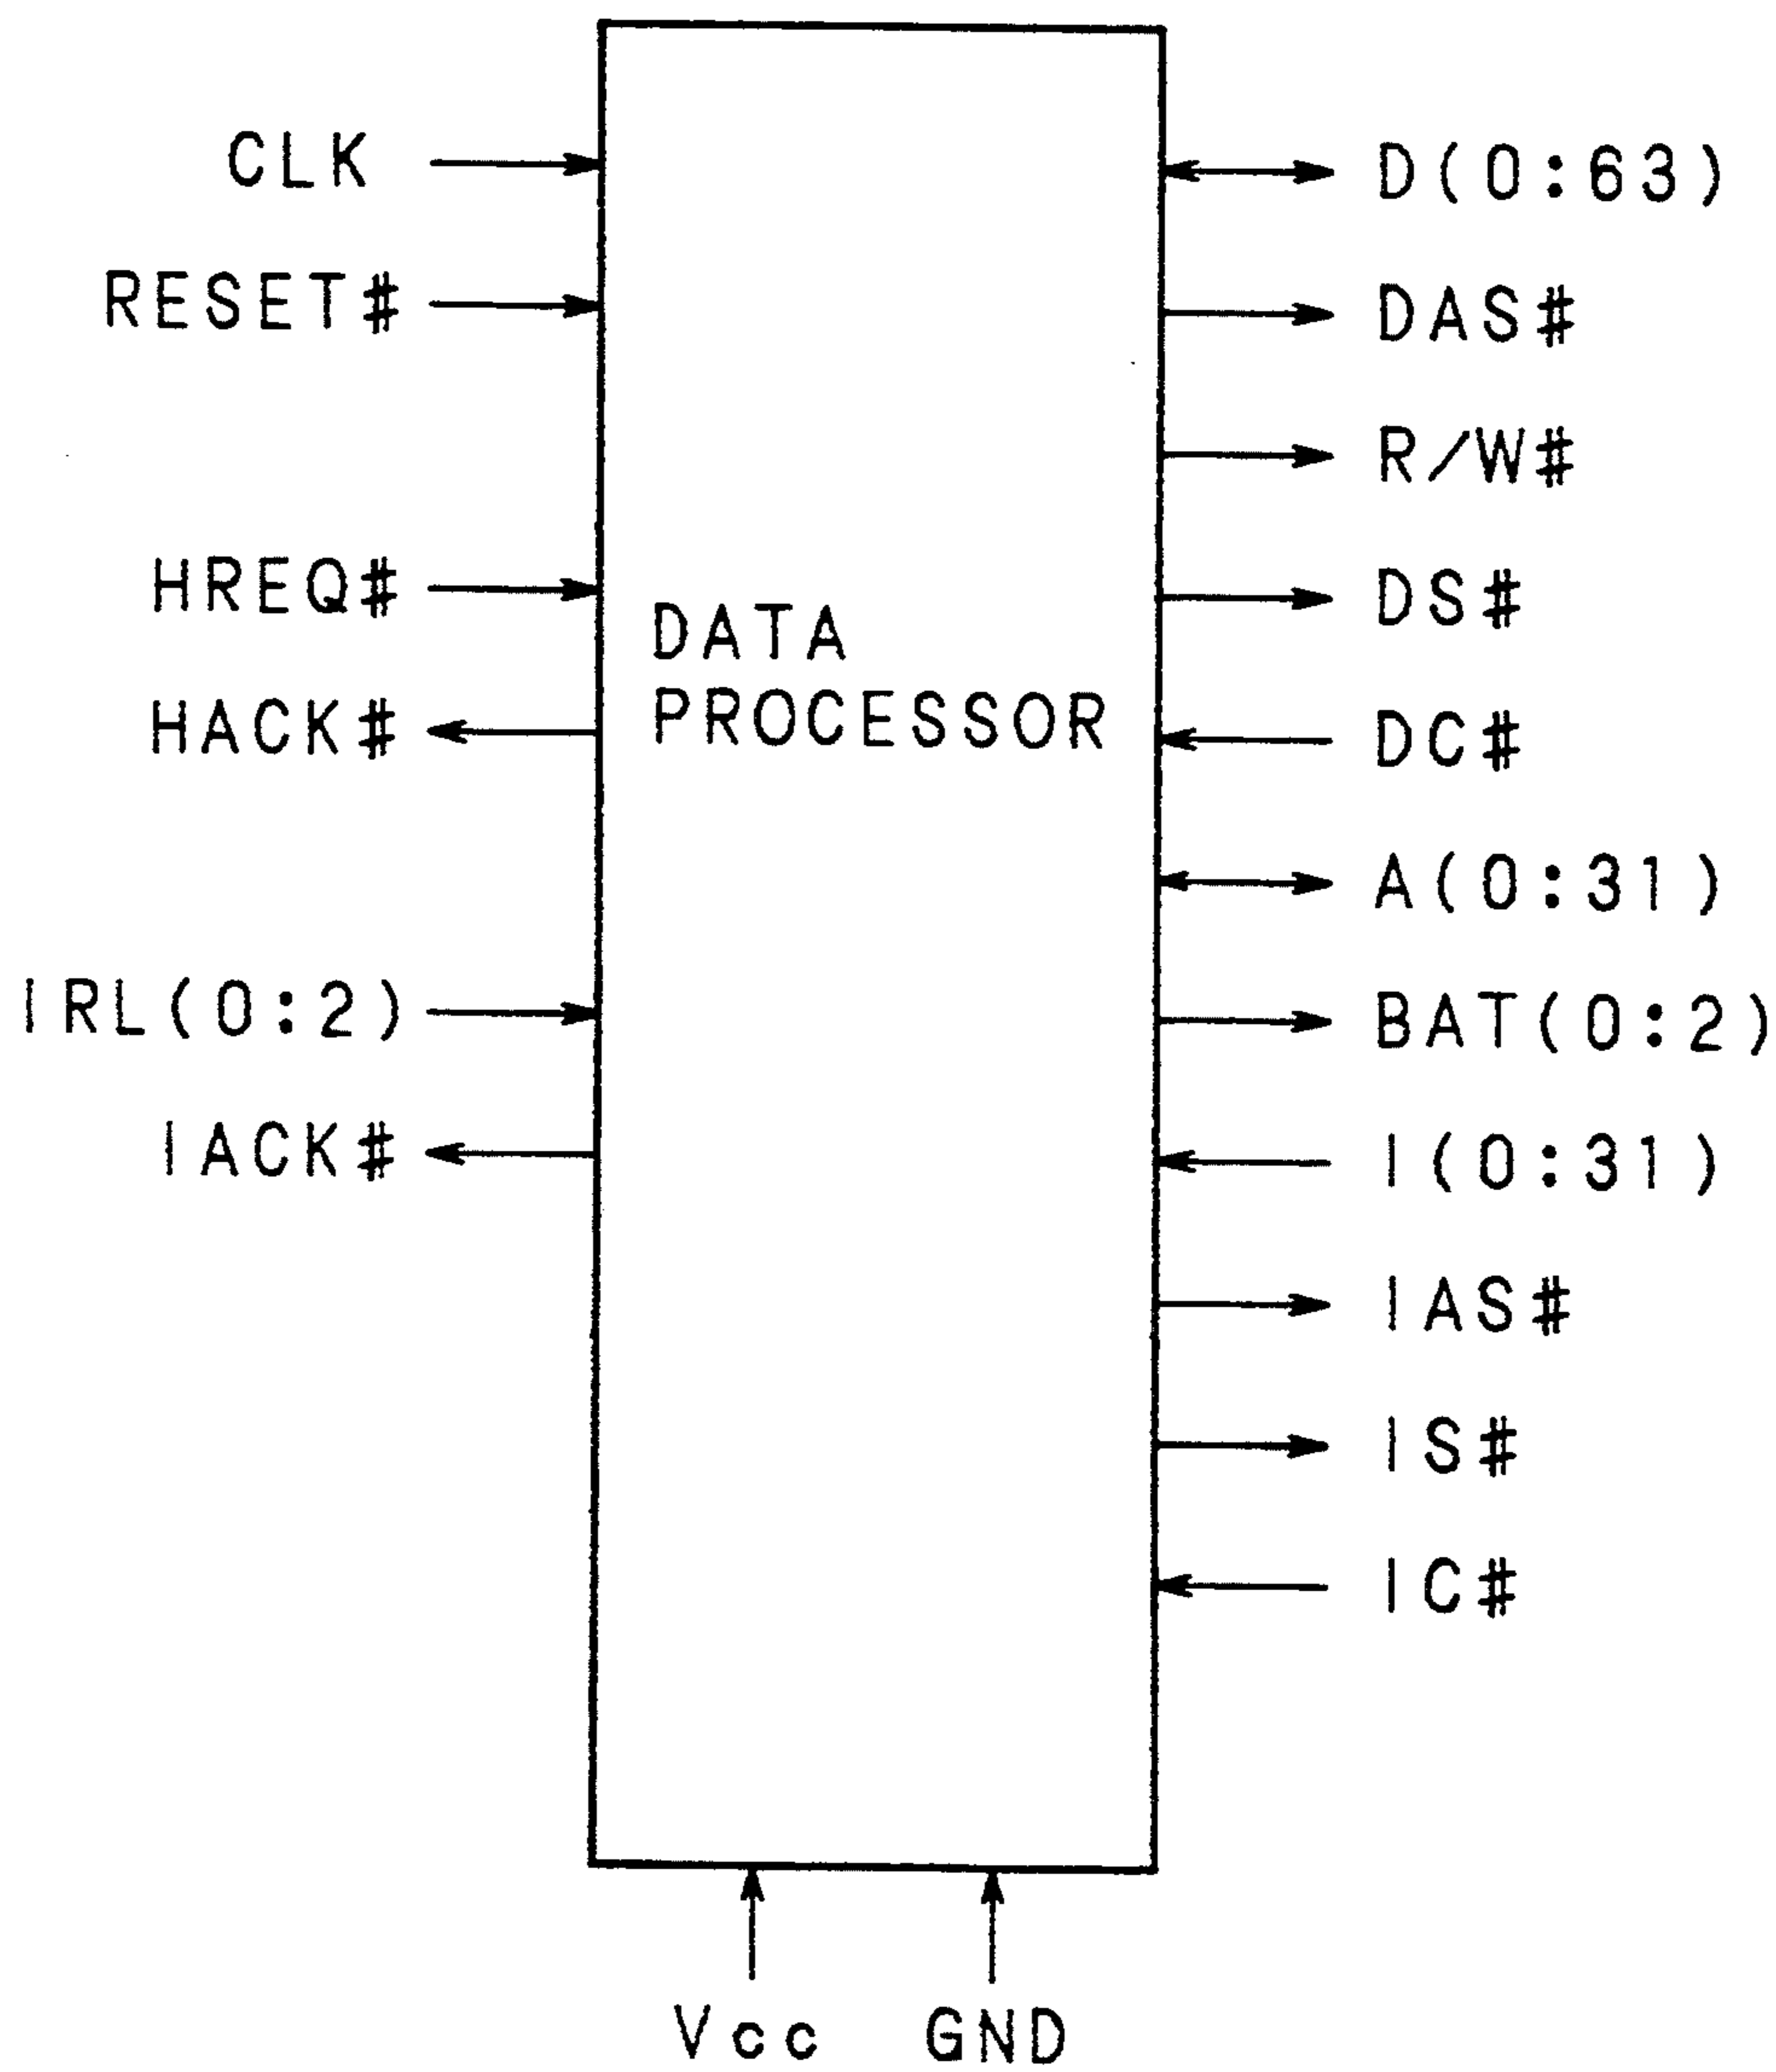 CLK
RESET#
HREQ#
HACK#
IRL(0:2)
IACK#
DATA
PROCESSOR
D(0:63)
DAS#
R/W#
DS#
DC#
A(0:31)
BAT(0:2)
I(0:31)
IAS#
IS#
IC#
Vcc GND